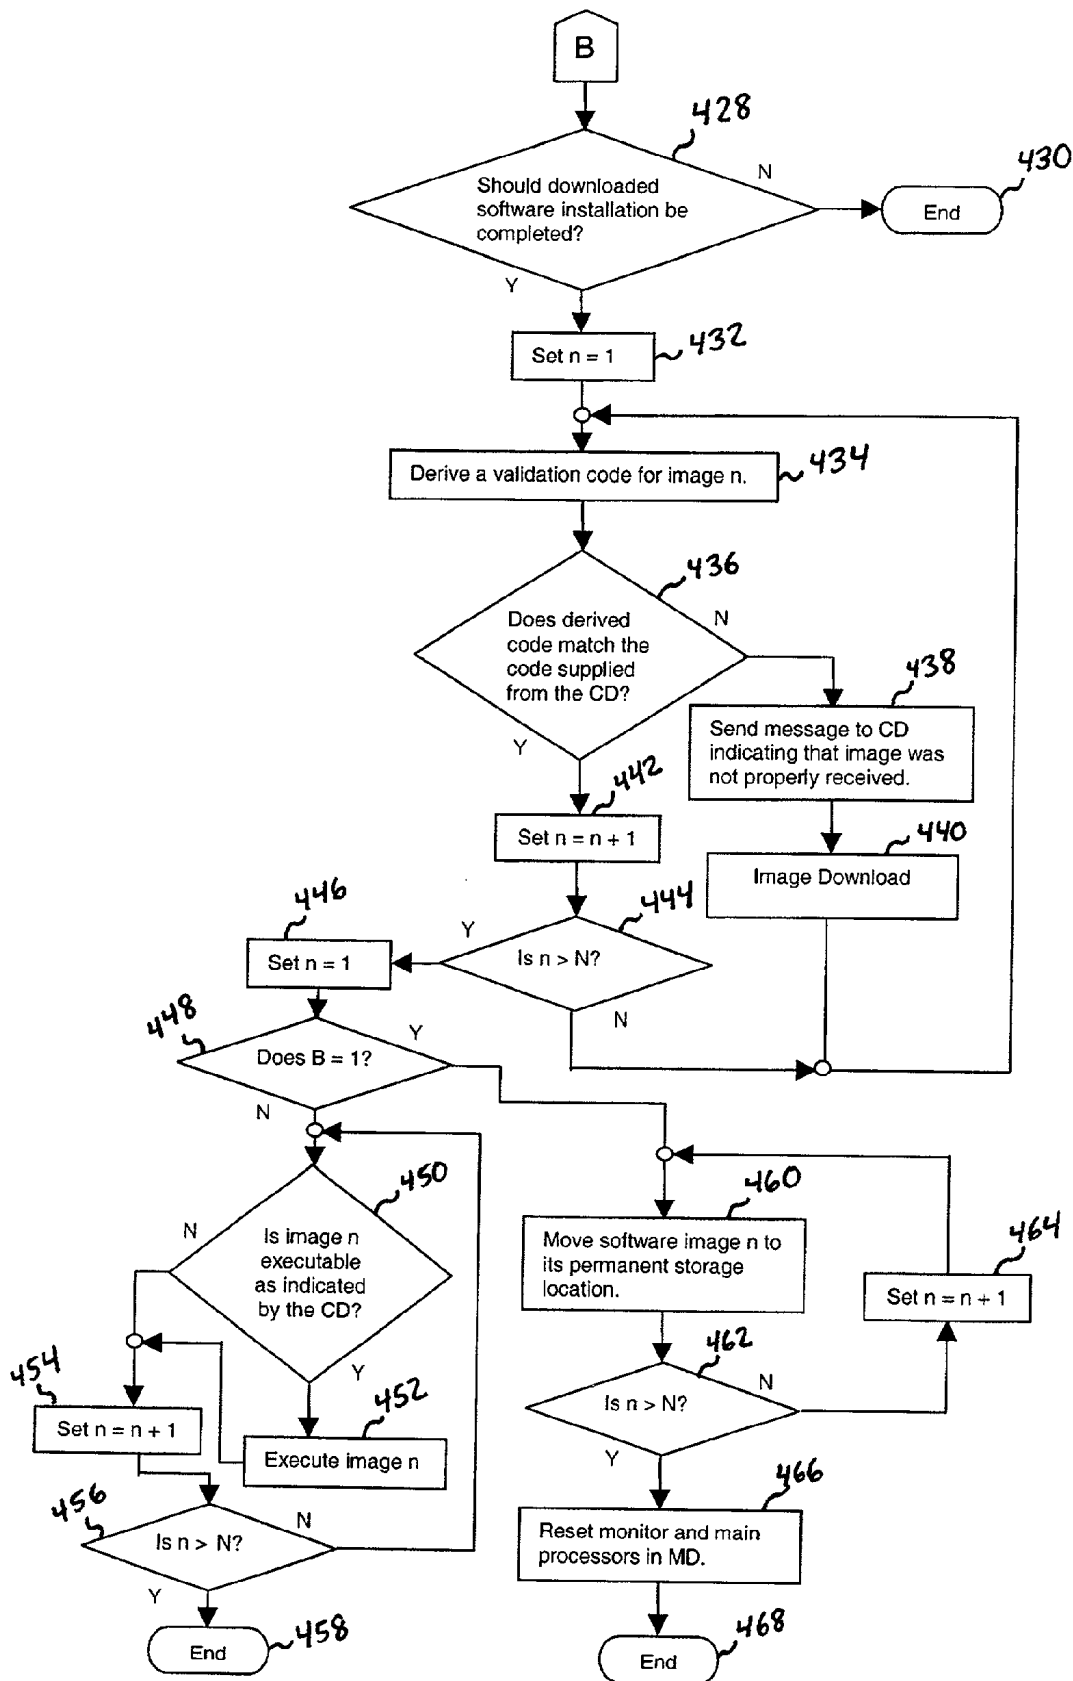 B
428
Should downloaded
software installation be
completed?
N
430
End
Y
Set n = 1
432
Derive a validation code for image n.
434
436
Does derived
code match the
code supplied
from the CD?
N
438
Send message to CD
indicating that image was
not properly received.
Y
442
Set n = n + 1
440
Image Download
446
Set n = 1
444
Y
Is n > N?
N
448
Does B = 1?
Y
N
450
N
Is image n
executable
as indicated
by the CD?
Y
460
Move software image n to
its permanent storage
location.
464
Set n = n + 1
454
Set n = n + 1
452
Execute image n
462
Is n > N?
N
Y
456
Is n > N?
N
Y
466
Reset monitor and main
processors in MD.
End
458
End
468